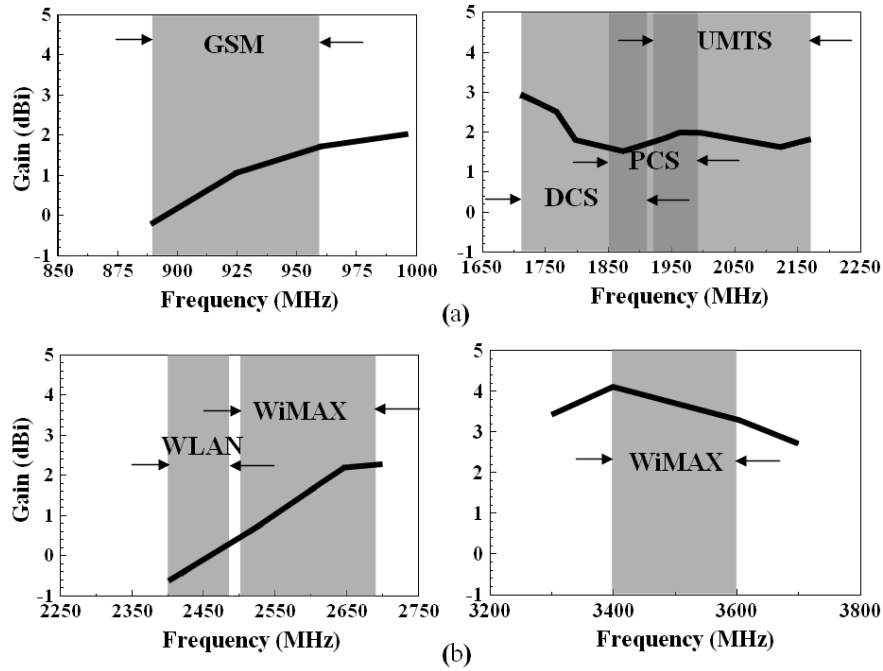 5
4
3
2
1
0
-1
Gain (dBi)
GSM
850 875 900 925 950 975 1000
Frequency (MHz)
5
4
3
2
1
0
-1
UMTS
PCS
DCS
1650 1750 1850 1950 2050 2150 2250
Frequency (MHz)
(a)
5
4
3
2
1
0
-1
Gain (dBi)
WiMAX
WLAN
2250 2350 2450 2550 2650 2750
Frequency (MHz)
5
4
3
2
1
0
-1
WiMAX
3200 3400 3600 3800
Frequency (MHz)
(b)